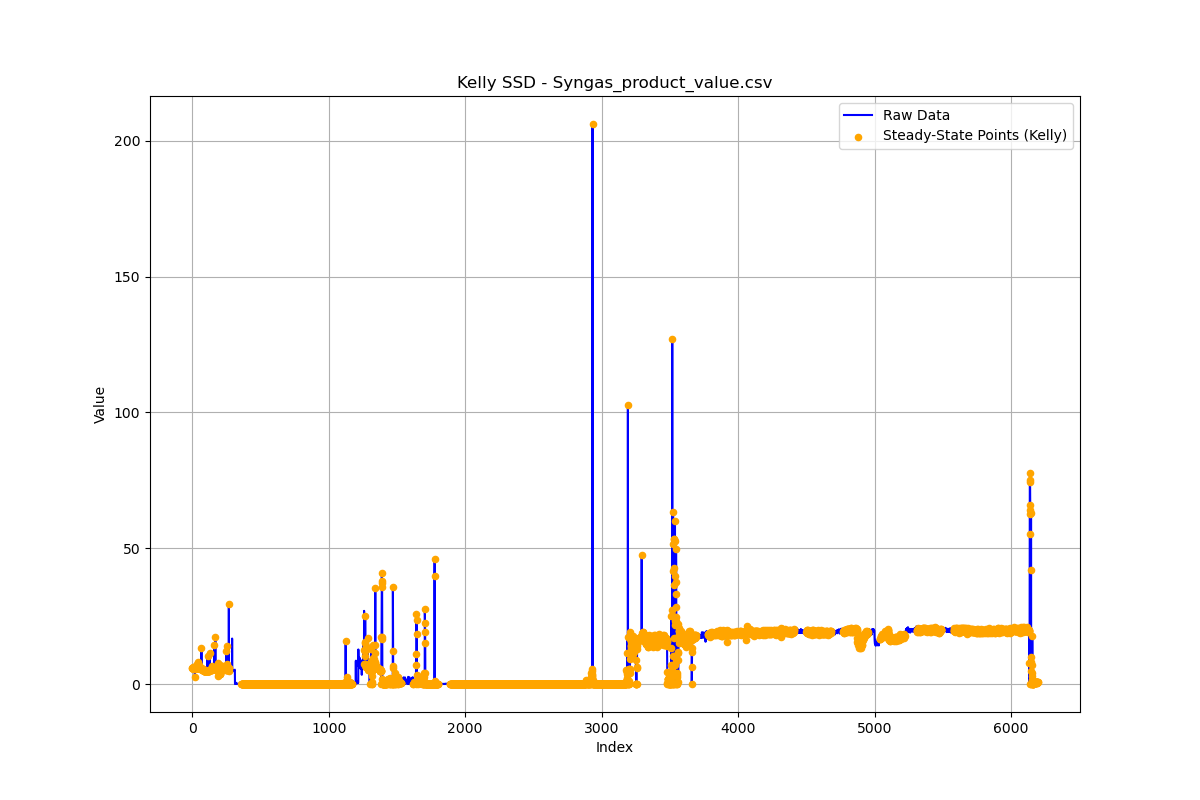 Kelly SSD - Syngas_product_value.csv
Raw Data
Steady-State Points (Kelly)
200
150
100
50
0
Value
0 1000 2000 3000 4000 5000 6000
Index